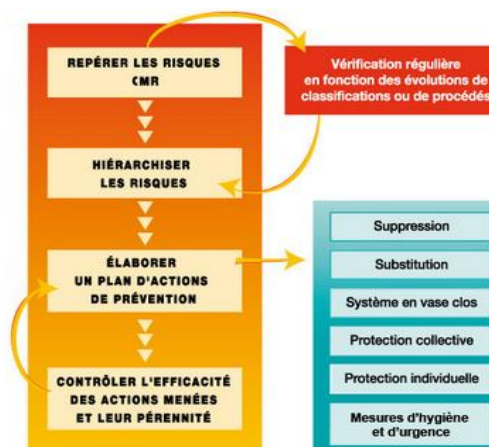 REPÉRER LES RISQUES
CMR
Vérification régulière
en fonction des évolutions de
classifications ou de procédés
HIÉRARCHISER
LES RISQUES
ÉLABORER
UN PLAN D'ACTIONS
DE PRÉVENTION
Suppression
Substitution
Système en vase clos
Protection collective
Protection individuelle
Mesures d'hygiène
et d'urgence
CONTRÔLER L'EFFICACITÉ
DES ACTIONS MENÉES
ET LEUR PÉRENNITÉ